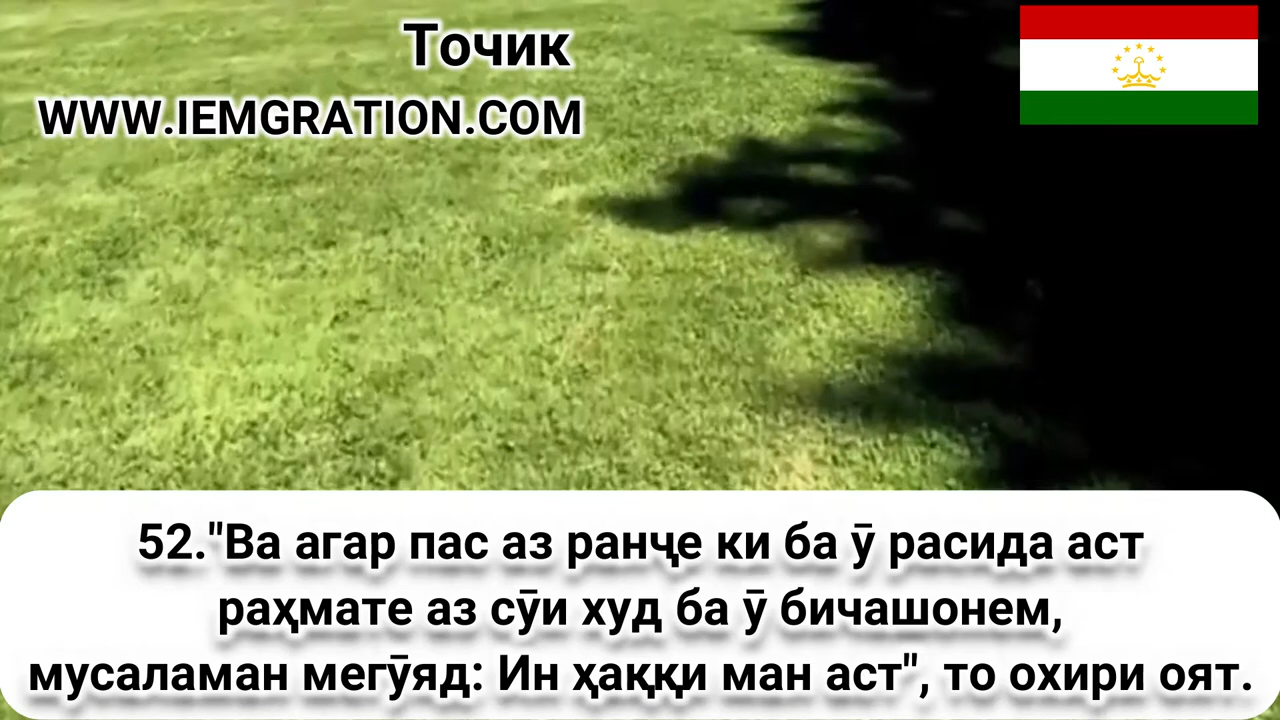 Точик
WWW.IEMGRATION.COM
52."Ва агар пас аз ранҷе ки ба ӯ расида аст
раҳмате аз сӯи худ ба ӯ бичашонем,
мусаламан мегӯяд: Ин ҳаққи ман аст", то охири оят.